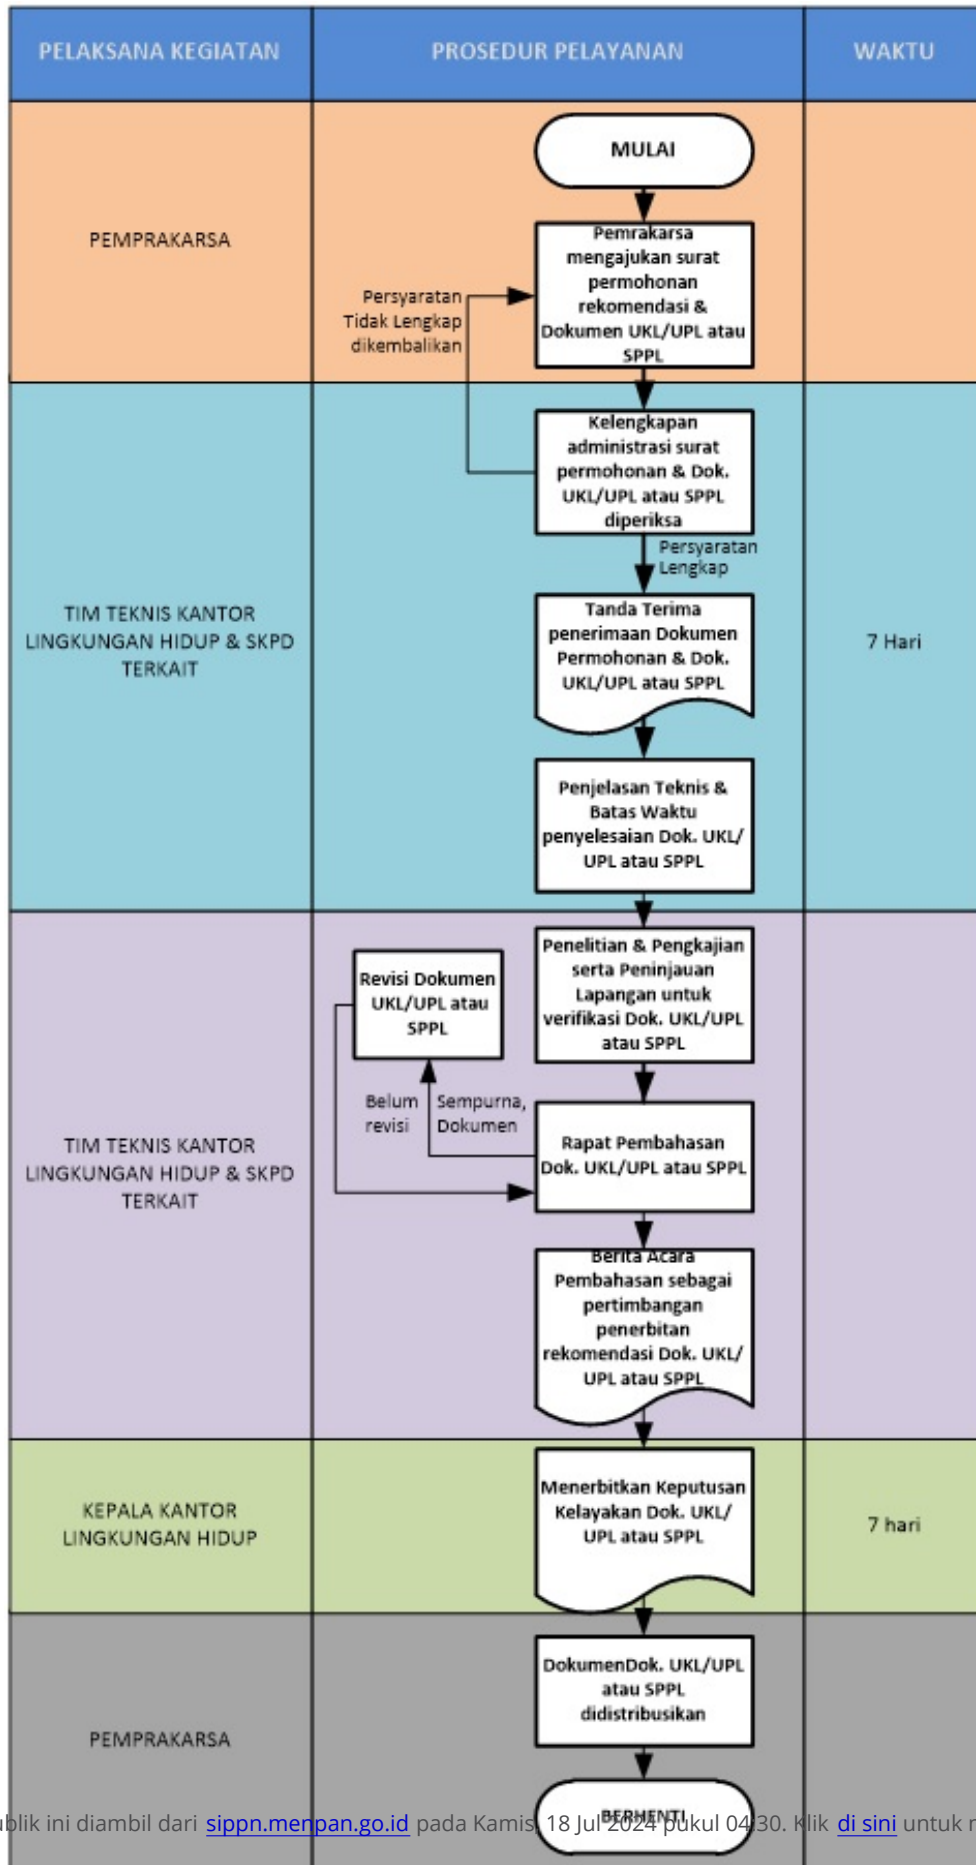 PELAKSANA KEGIATAN
PROSEDUR PELAYANAN
WAKTU
PEMPRAKARSA
MULAI
Pemrakarsa
mengajukan surat
permohonan
rekomendasi &
Dokumen UKL/UPL atau
SPPL
Persyaratan
Tidak Lengkap
dikembalikan
TIM TEKNIS KANTOR
LINGKUNGAN HIDUP & SKPD
TERKAIT
Kelengkapan
administrasi surat
permohonan & Dok.
UKL/UPL atau SPPL
diperiksa
Persyaratan
Lengkap
Tanda Terima
penerimaan Dokumen
Permohonan & Dok.
UKL/UPL atau SPPL
7 Hari
Penjelasan Teknis &
Batas Waktu
penyelesaian Dok. UKL/
UPL atau SPPL
TIM TEKNIS KANTOR
LINGKUNGAN HIDUP & SKPD
TERKAIT
Penelitian & Pengkajian
serta Peninjauan
Lapangan untuk
verifikasi Dok. UKL/UPL
atau SPPL
Revisi Dokumen
UKL/UPL atau
SPPL
Belum Sempurna,
revisi Dokumen
Rapat Pembahasan
Dok. UKL/UPL atau SPPL
Berita Acara
Pembahasan sebagai
pertimbangan
penerbitan
rekomendasi Dok. UKL/
UPL atau SPPL
KEPALA KANTOR
LINGKUNGAN HIDUP
Menerbitkan Keputusan
Kelayakan Dok. UKL/
UPL atau SPPL
7 hari
PEMPRAKARSA
DokumenDok. UKL/UPL
atau SPPL
didistribusikan
BERHENTI
ublik ini diambil dari sippn.menpan.go.id pada Kamis, 18 Jul 2024 pukul 04:30. Klik di sini untuk